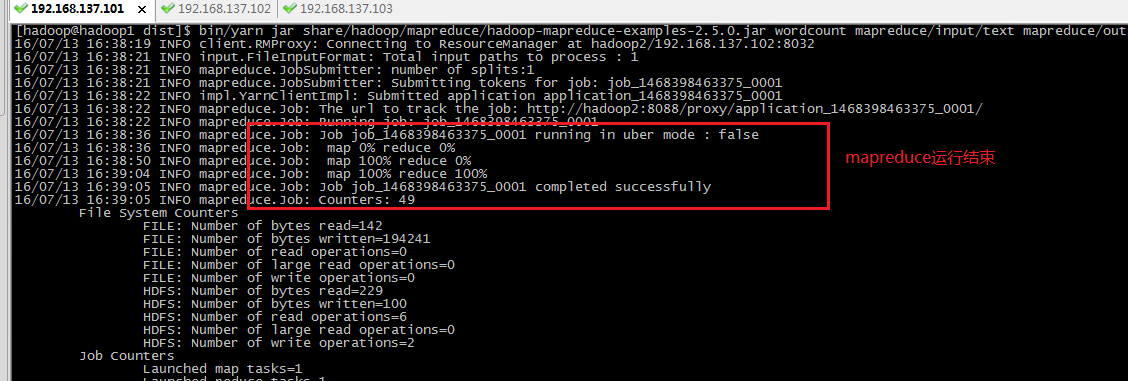 192.168.137.101 × 192.168.137.102 192.168.137.103
[hadoop@hadoop1 dist]$ bin/yarn jar share/hadoop/mapreduce/hadoop-mapreduce-examples-2.5.0.jar wordcount mapreduce/input/text mapreduce/out
16/07/13 16:38:19 INFO client.RMProxy: Connecting to ResourceManager at hadoop2/192.168.137.102:8032
16/07/13 16:38:21 INFO input.FileInputFormat: Total input paths to process : 1
16/07/13 16:38:21 INFO mapreduce.JobSubmitter: number of splits:1
16/07/13 16:38:21 INFO mapreduce.JobSubmitter: Submitting tokens for job: job_1468398463375_0001
16/07/13 16:38:22 INFO impl.YarnClientImpl: Submitted application application_1468398463375_0001
16/07/13 16:38:22 INFO mapreduce.Job: The url to track the job: http://hadoop2:8088/proxy/application_1468398463375_0001/
16/07/13 16:38:22 INFO mapreduce.Job: Running job: job_1468398463375_0001
16/07/13 16:38:36 INFO mapreduce.Job: Job job_1468398463375_0001 running in uber mode : false
16/07/13 16:38:36 INFO mapreduce.Job:  map 0% reduce 0%
16/07/13 16:38:50 INFO mapreduce.Job:  map 100% reduce 0%
mapreduce运行结束
16/07/13 16:39:04 INFO mapreduce.Job:  map 100% reduce 100%
16/07/13 16:39:05 INFO mapreduce.Job: Job job_1468398463375_0001 completed successfully
16/07/13 16:39:05 INFO mapreduce.Job: Counters: 49
File System Counters
FILE: Number of bytes read=142
FILE: Number of bytes written=194241
FILE: Number of read operations=0
FILE: Number of large read operations=0
FILE: Number of write operations=0
HDFS: Number of bytes read=229
HDFS: Number of bytes written=100
HDFS: Number of read operations=6
HDFS: Number of large read operations=0
HDFS: Number of write operations=2
Job Counters
Launched map tasks=1
Launched reduce tasks=1